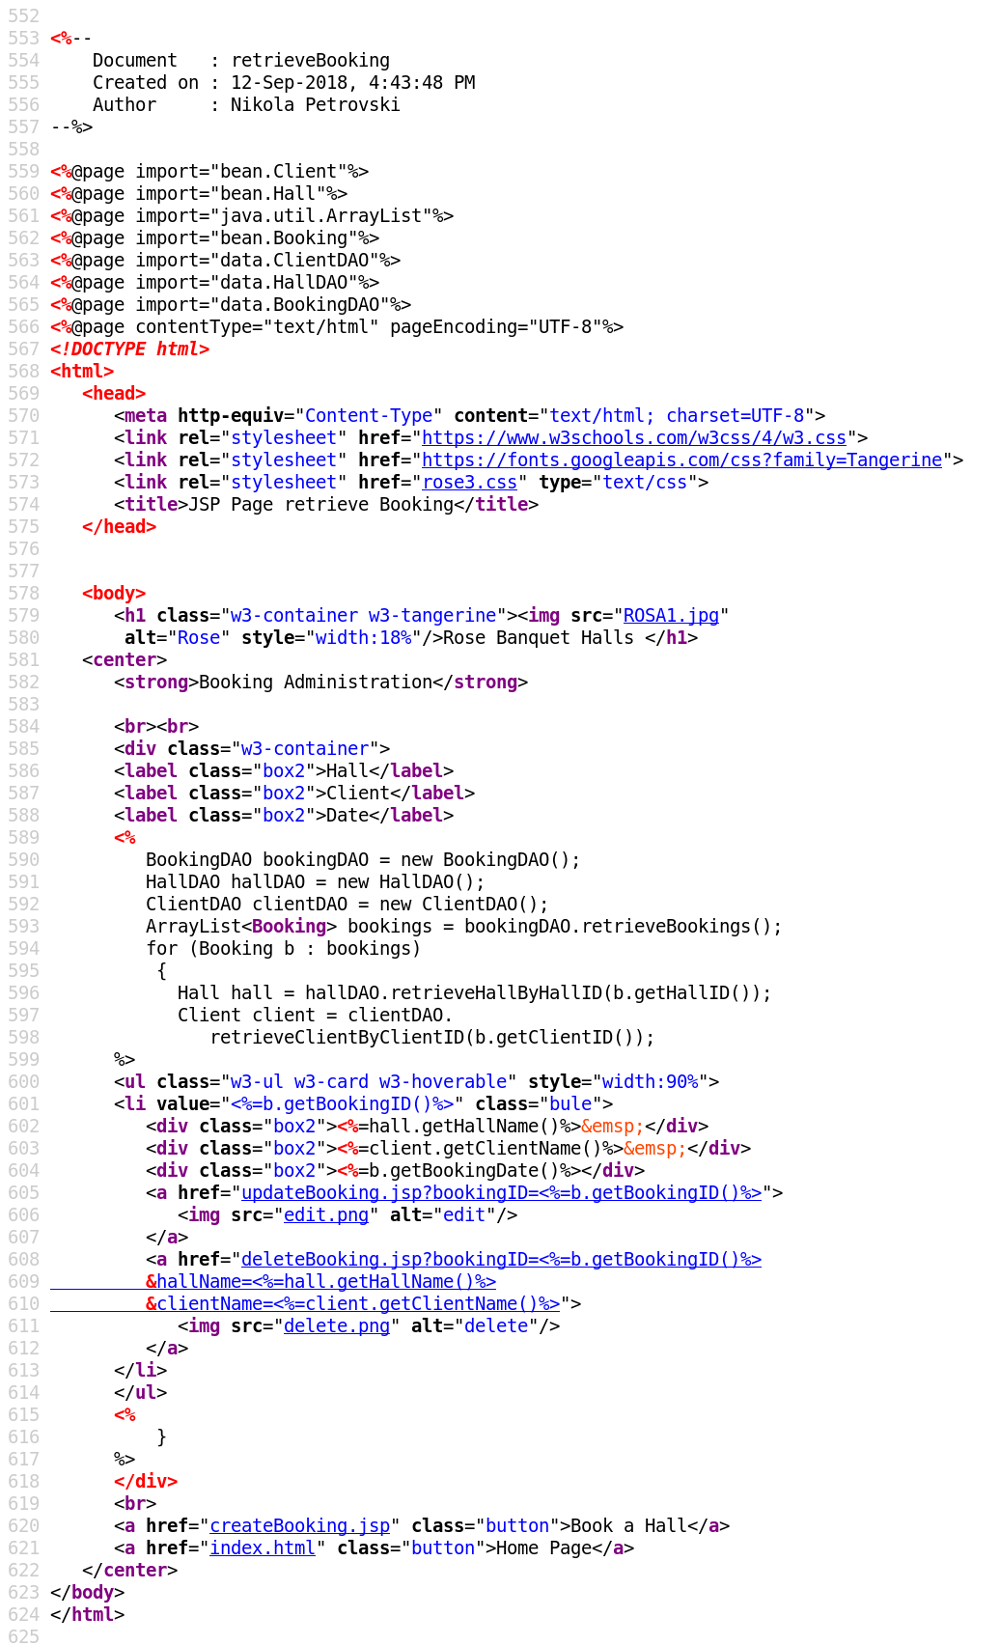 552
553 <%--
554     Document   : retrieveBooking
555     Created on : 12-Sep-2018, 4:43:48 PM
556     Author     : Nikola Petrovski
557 --%>
558
559 <%@page import="bean.Client"%>
560 <%@page import="bean.Hall"%>
561 <%@page import="java.util.ArrayList"%>
562 <%@page import="bean.Booking"%>
563 <%@page import="data.ClientDAO"%>
564 <%@page import="data.HallDAO"%>
565 <%@page import="data.BookingDAO"%>
566 <%@page contentType="text/html" pageEncoding="UTF-8"%>
567 <!DOCTYPE html>
568 <html>
569    <head>
570       <meta http-equiv="Content-Type" content="text/html; charset=UTF-8">
571       <link rel="stylesheet" href="https://www.w3schools.com/w3css/4/w3.css">
572       <link rel="stylesheet" href="https://fonts.googleapis.com/css?family=Tangerine">
573       <link rel="stylesheet" href="rose3.css" type="text/css">
574       <title>JSP Page retrieve Booking</title>
575    </head>
576
577
578    <body>
579       <h1 class="w3-container w3-tangerine"><img src="ROSA1.jpg"
580        alt="Rose" style="width:18%"/>Rose Banquet Halls </h1>
581    <center>
582       <strong>Booking Administration</strong>
583
584       <br><br>
585       <div class="w3-container">
586       <label class="box2">Hall</label>
587       <label class="box2">Client</label>
588       <label class="box2">Date</label>
589       <%
590          BookingDAO bookingDAO = new BookingDAO();
591          HallDAO hallDAO = new HallDAO();
592          ClientDAO clientDAO = new ClientDAO();
593          ArrayList<Booking> bookings = bookingDAO.retrieveBookings();
594          for (Booking b : bookings)
595           {
596             Hall hall = hallDAO.retrieveHallByHallID(b.getHallID());
597             Client client = clientDAO.
598                retrieveClientByClientID(b.getClientID());
599       %>
600       <ul class="w3-ul w3-card w3-hoverable" style="width:90%">
601       <li value="<%=b.getBookingID()%>" class="bule">
602          <div class="box2"><%=hall.getHallName()%>&emsp;</div>
603          <div class="box2"><%=client.getClientName()%>&emsp;</div>
604          <div class="box2"><%=b.getBookingDate()%></div>
605          <a href="updateBooking.jsp?bookingID=<%=b.getBookingID()%>">
606             <img src="edit.png" alt="edit"/>
607          </a>
608          <a href="deleteBooking.jsp?bookingID=<%=b.getBookingID()%>
609          &hallName=<%=hall.getHallName()%>
610          &clientName=<%=client.getClientName()%>">
611             <img src="delete.png" alt="delete"/>
612          </a>
613       </li>
614       </ul>
615       <%
616           }
617       %>
618       </div>
619       <br>
620       <a href="createBooking.jsp" class="button">Book a Hall</a>
621       <a href="index.html" class="button">Home Page</a>
622    </center>
623 </body>
624 </html>
625